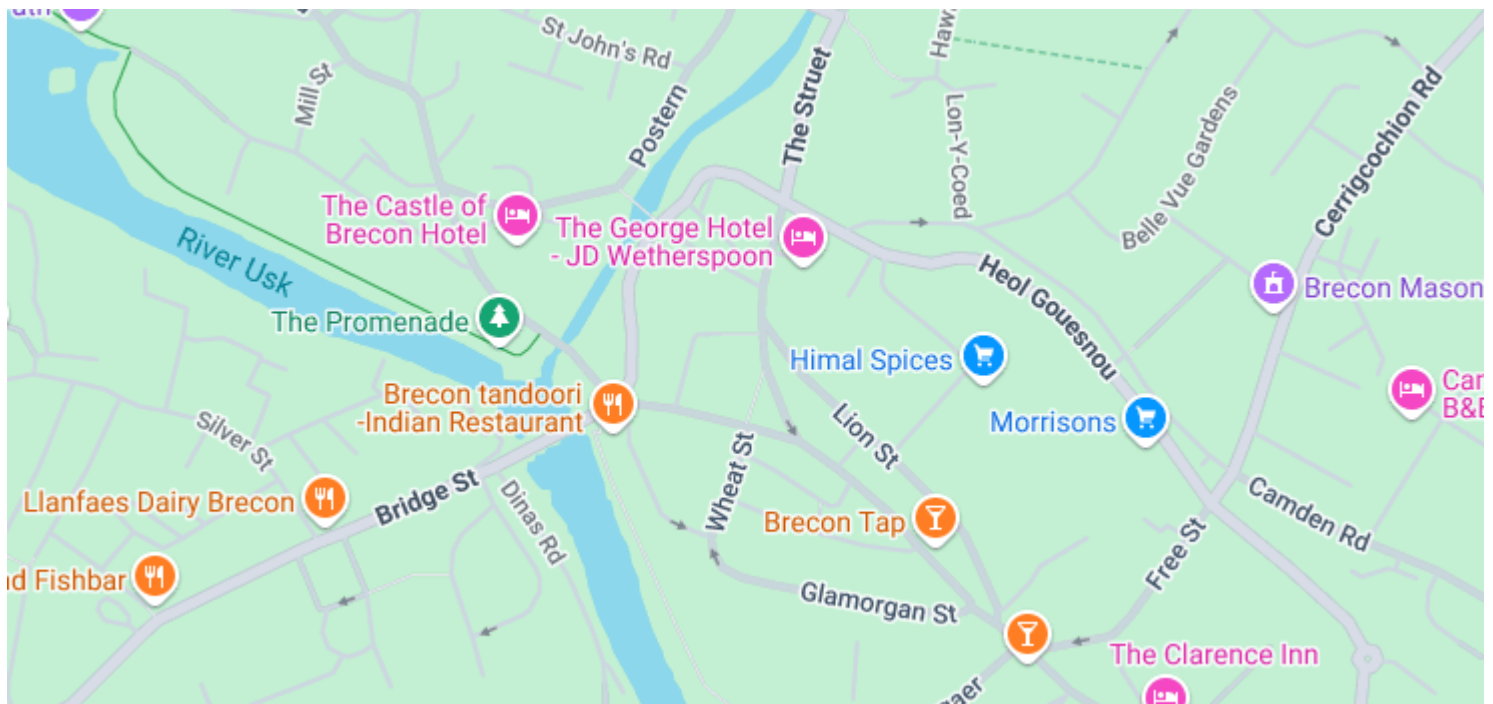 St John's Rd
Haw
Mill St
The Struet
Cerrigcochion Rd
Postern
Lon-Y-Coed
Belle Vue Gardens
The Castle of
Brecon Hotel
The George Hotel
- JD Wetherspoon
River Usk
Heol Gouesnou
Brecon Mason
The Promenade
Himal Spices
Brecon tandoori
-Indian Restaurant
Car
B&B
Silver St
Lion St
Morrisons
Llanfaes Dairy Brecon
Bridge St
Wheat St
Dinas Rd
Brecon Tap
Camden Rd
Free St
d Fishbar
Glamorgan St
The Clarence Inn